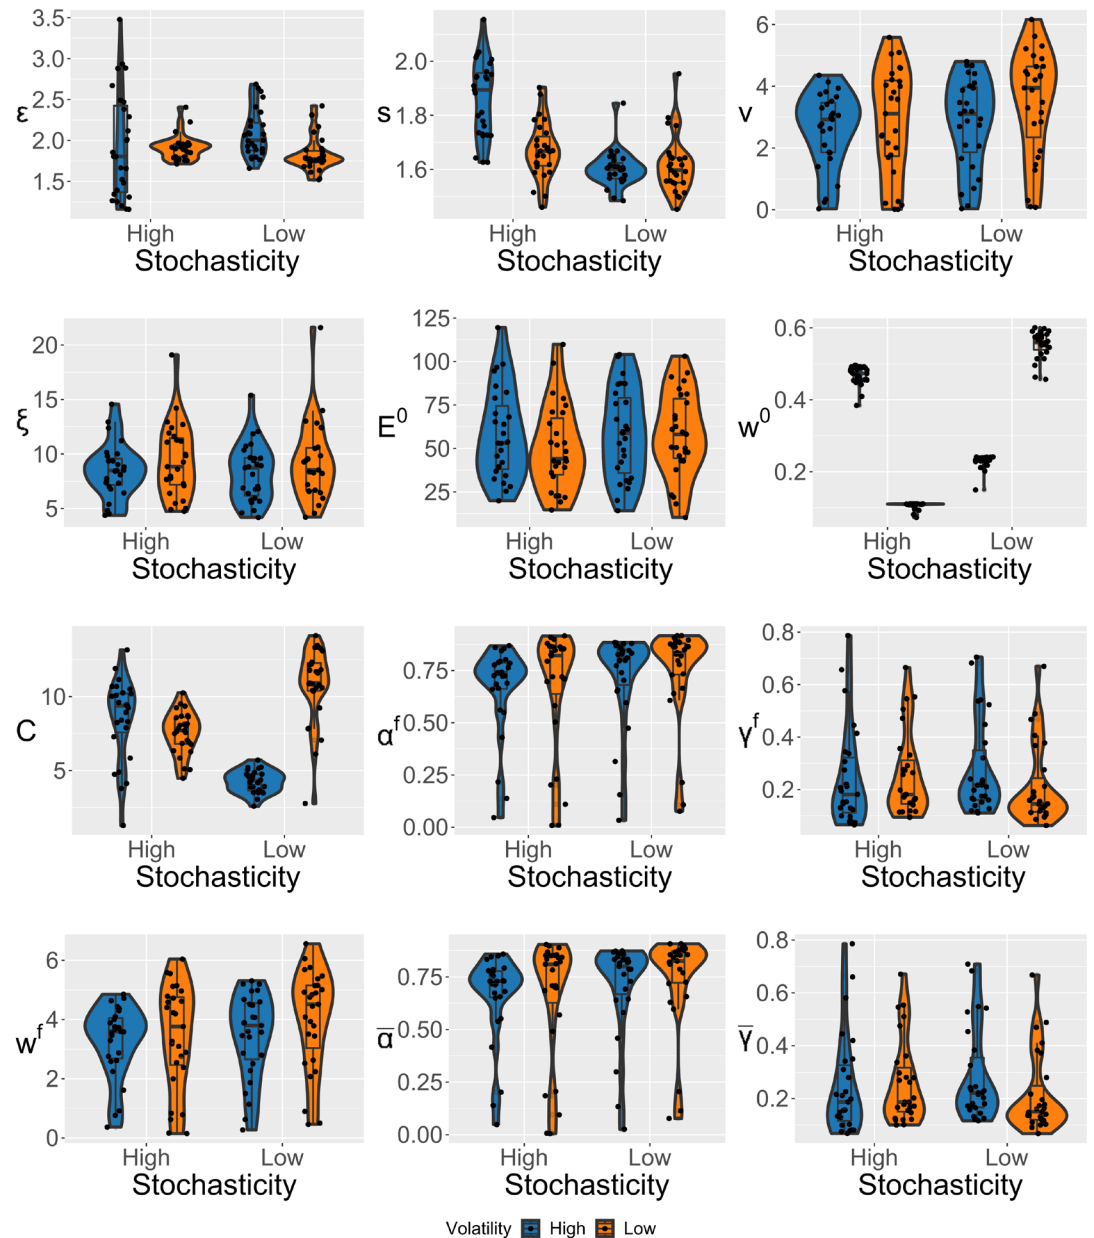 3.5
3.0
2.5
2.0
1.5
ε
High Low
Stochasticity
2.0
1.8
1.6
s
High Low
Stochasticity
6
4
2
0
v
High Low
Stochasticity
20
15
10
5
ξ
High Low
Stochasticity
125
100
75
50
25
E⁰
High Low
Stochasticity
0.6
0.4
0.2
w⁰
High Low
Stochasticity
10
5
C
High Low
Stochasticity
0.75
0.50
0.25
0.00
αᶠ
High Low
Stochasticity
0.8
0.6
0.4
0.2
γᶠ
High Low
Stochasticity
6
4
2
0
wᶠ
High Low
Stochasticity
0.75
0.50
0.25
0.00
α̅
High Low
Stochasticity
0.8
0.6
0.4
0.2
γ̅
High Low
Stochasticity
Volatility High Low